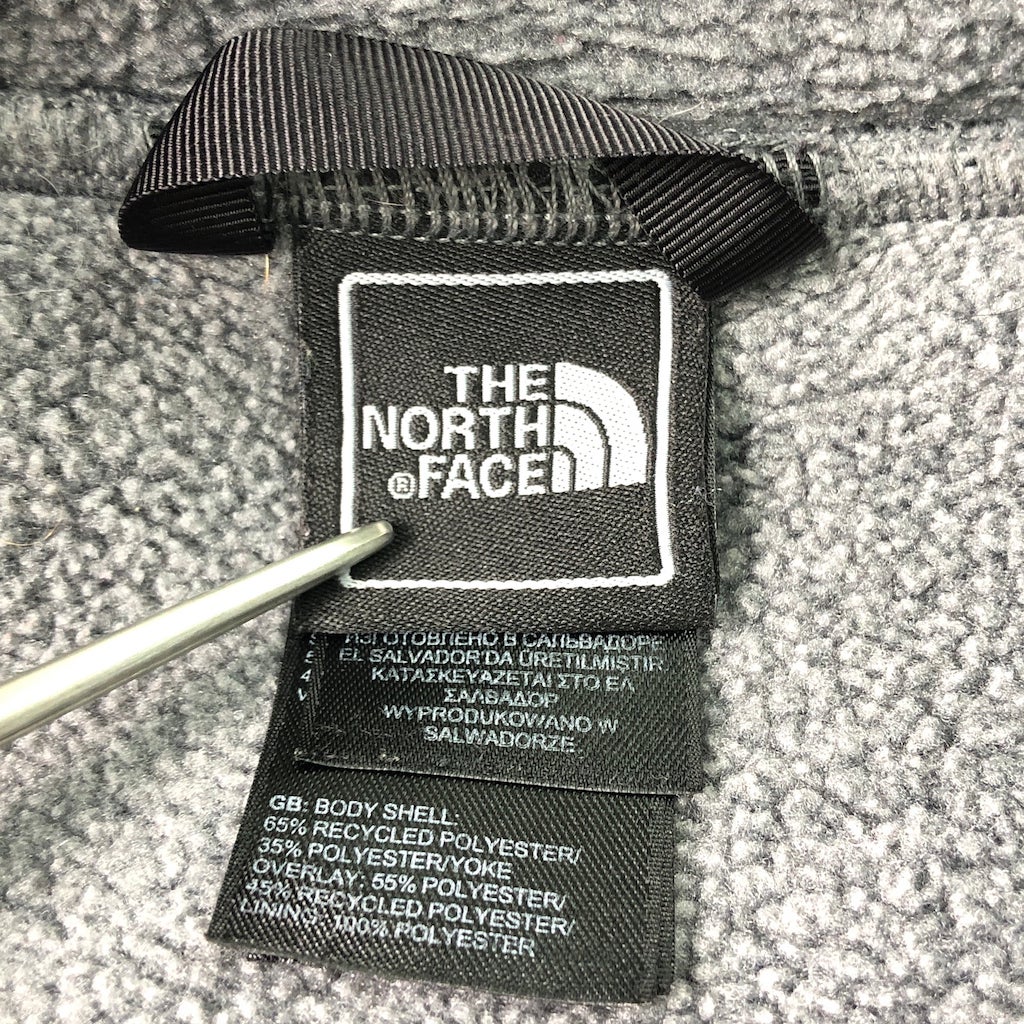 THE
NORTH
®FACE
ИЗГОТОВЛЕНО В САЛЬВАДОРЕ
EL SALVADOR'DA ÜRETILMISTIR
ΚΑΤΑΣΚΕΥΑΖΕΤΑΙ ΣΤΟ ΕΛ
ΣΑΛΒΑΔΟΡ
WYPRODUKOWANO W
SALWADORZE
GB: BODY SHELL:
65% RECYCLED POLYESTER/
35% POLYESTER/YOKE
OVERLAY: 55% POLYESTER/
45% RECYCLED POLYESTER/
LINING: 100% POLYESTER